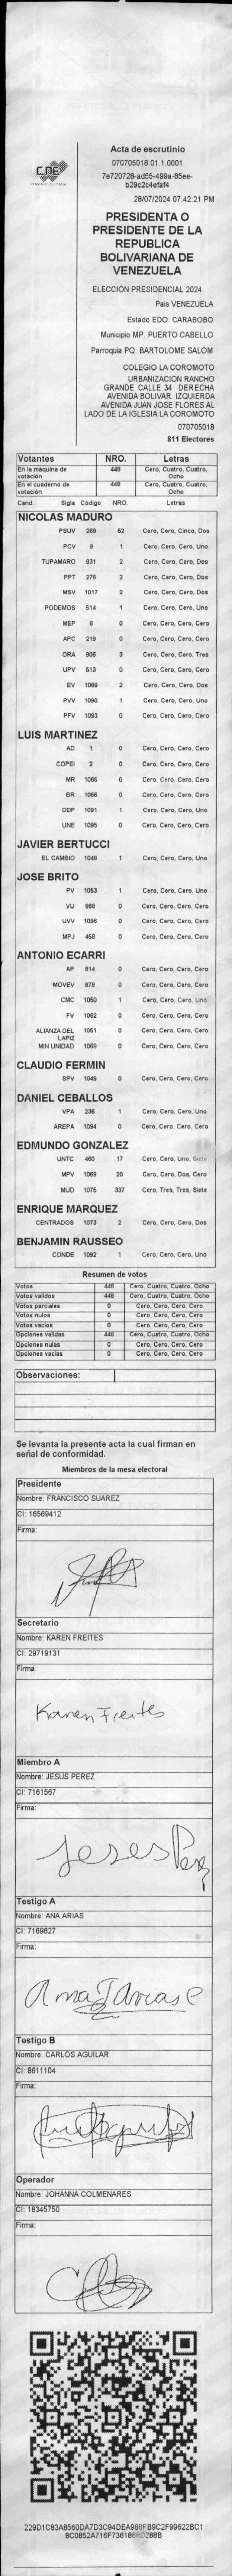 CNE
Acta de escrutinio
070705018.01.1.0001
7e720728-ad55-499a-85ee-
b29c2c4efaf4
28/07/2024 07:42:21 PM
PRESIDENTA O
PRESIDENTE DE LA
REPUBLICA
BOLIVARIANA DE
VENEZUELA
ELECCIÓN PRESIDENCIAL 2024
Pais VENEZUELA
Estado EDO. CARABOBO
Municipio MP. PUERTO CABELLO
Parroquia PQ. BARTOLOME SALOM
COLEGIO LA COROMOTO
URBANIZACION RANCHO
GRANDE CALLE 34 DERECHA
AVENIDA BOLIVAR. IZQUIERDA
AVENIDA JUAN JOSE FLORES AL
LADO DE LA IGLESIA LA COROMOTO
070705018
811 Electores
Votantes NRO. Letras
En la máquina de votación 448 Cero, Cuatro, Cuatro, Ocho
En el cuaderno de votación 448 Cero, Cuatro, Cuatro, Ocho
Cand. Sigla Código NRO. Letras
NICOLAS MADURO
PSUV 269 52 Cero, Cero, Cinco, Dos
PCV 9 1 Cero, Cero, Cero, Uno
TUPAMARO 931 2 Cero, Cero, Cero, Dos
PPT 276 2 Cero, Cero, Cero, Dos
MSV 1017 2 Cero, Cero, Cero, Dos
PODEMOS 514 1 Cero, Cero, Cero, Uno
MEP 6 0 Cero, Cero, Cero, Cero
APC 219 0 Cero, Cero, Cero, Cero
ORA 906 3 Cero, Cero, Cero, Tres
UPV 513 0 Cero, Cero, Cero, Cero
EV 1089 2 Cero, Cero, Cero, Dos
PVV 1090 1 Cero, Cero, Cero, Uno
PFV 1093 0 Cero, Cero, Cero, Cero
LUIS MARTINEZ
AD 1 0 Cero, Cero, Cero, Cero
COPEI 2 0 Cero, Cero, Cero, Cero
MR 1065 0 Cero, Cero, Cero, Cero
BR 1086 0 Cero, Cero, Cero, Cero
DDP 1091 1 Cero, Cero, Cero, Uno
UNE 1095 0 Cero, Cero, Cero, Cero
JAVIER BERTUCCI
EL CAMBIO 1048 1 Cero, Cero, Cero, Uno
JOSE BRITO
PV 1053 1 Cero, Cero, Cero, Uno
VU 959 0 Cero, Cero, Cero, Cero
UVV 1096 0 Cero, Cero, Cero, Cero
MPJ 458 0 Cero, Cero, Cero, Cero
ANTONIO ECARRI
AP 814 0 Cero, Cero, Cero, Cero
MOVEV 878 0 Cero, Cero, Cero, Cero
CMC 1050 1 Cero, Cero, Cero, Uno
FV 1062 0 Cero, Cero, Cero, Cero
ALIANZA DEL LAPIZ 1051 0 Cero, Cero, Cero, Cero
MIN UNIDAD 1069 0 Cero, Cero, Cero, Cero
CLAUDIO FERMIN
SPV 1049 0 Cero, Cero, Cero, Cero
DANIEL CEBALLOS
VPA 236 1 Cero, Cero, Cero, Uno
AREPA 1094 0 Cero, Cero, Cero, Cero
EDMUNDO GONZALEZ
UNTC 460 17 Cero, Cero, Uno, Siete
MPV 1059 20 Cero, Cero, Dos, Cero
MUD 1075 337 Cero, Tres, Tres, Siete
ENRIQUE MARQUEZ
CENTRADOS 1073 2 Cero, Cero, Cero, Dos
BENJAMIN RAUSSEO
CONDE 1092 1 Cero, Cero, Cero, Uno
Resumen de votos
Votos 448 Cero, Cuatro, Cuatro, Ocho
Votos validos 448 Cero, Cuatro, Cuatro, Ocho
Votos parciales 0 Cero, Cero, Cero, Cero
Votos nulos 0 Cero, Cero, Cero, Cero
Votos vacios 0 Cero, Cero, Cero, Cero
Opciones validas 448 Cero, Cuatro, Cuatro, Ocho
Opciones nulas 0 Cero, Cero, Cero, Cero
Opciones vacias 0 Cero, Cero, Cero, Cero
Observaciones:
Se levanta la presente acta la cual firman en
señal de conformidad.
Miembros de la mesa electoral
Presidente
Nombre: FRANCISCO SUAREZ
CI: 16569412
Firma:
Secretario
Nombre: KAREN FREITES
CI: 29719131
Firma:
Karen Freites
Miembro A
Nombre: JESUS PEREZ
CI: 7161567
Firma:
Jeses Perez
Testigo A
Nombre: ANA ARIAS
CI: 7169627
Firma:
Testigo B
Nombre: CARLOS AGUILAR
CI: 8611104
Firma:
Operador
Nombre: JOHANNA COLMENARES
CI: 18345750
Firma:
229D1C83A8560DA7D3C94DEA988FB9C2F99622BC1